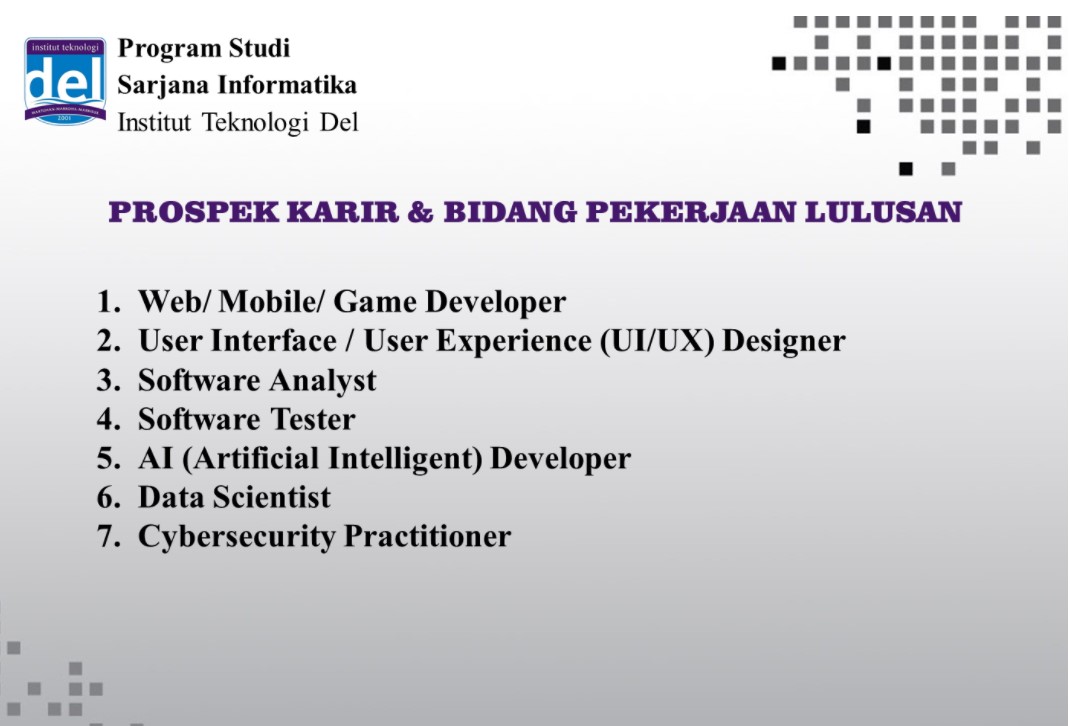 institut teknologi
del
2001
Program Studi
Sarjana Informatika
Institut Teknologi Del
PROSPEK KARIR & BIDANG PEKERJAAN LULUSAN
1. Web/ Mobile/ Game Developer
2. User Interface / User Experience (UI/UX) Designer
3. Software Analyst
4. Software Tester
5. AI (Artificial Intelligent) Developer
6. Data Scientist
7. Cybersecurity Practitioner